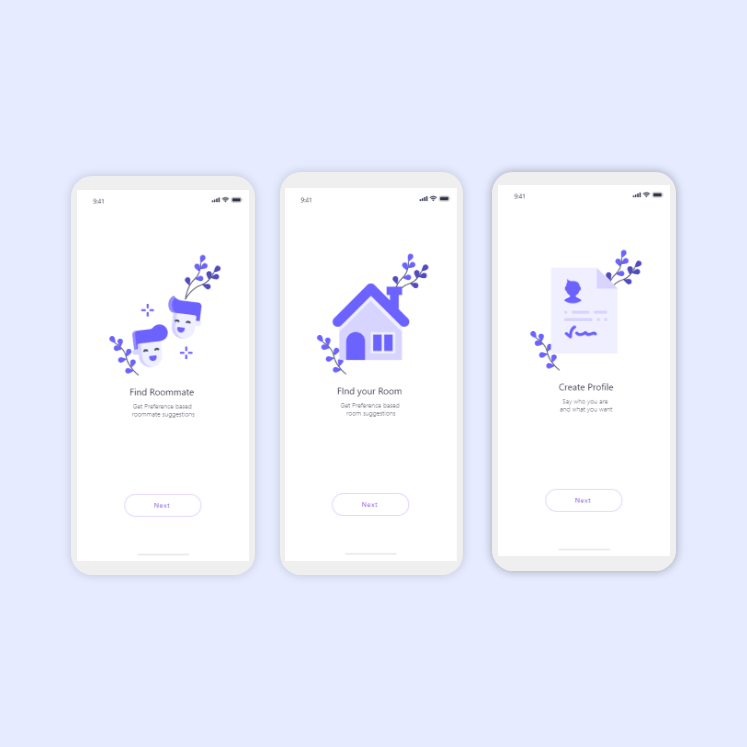 9:41
Find Roommate
Get Preference based
roommate suggestions
Next
9:41
FInd your Room
Get Preference based
room suggestions
Next
9:41
Create Profile
Say who you are
and what you want
Next